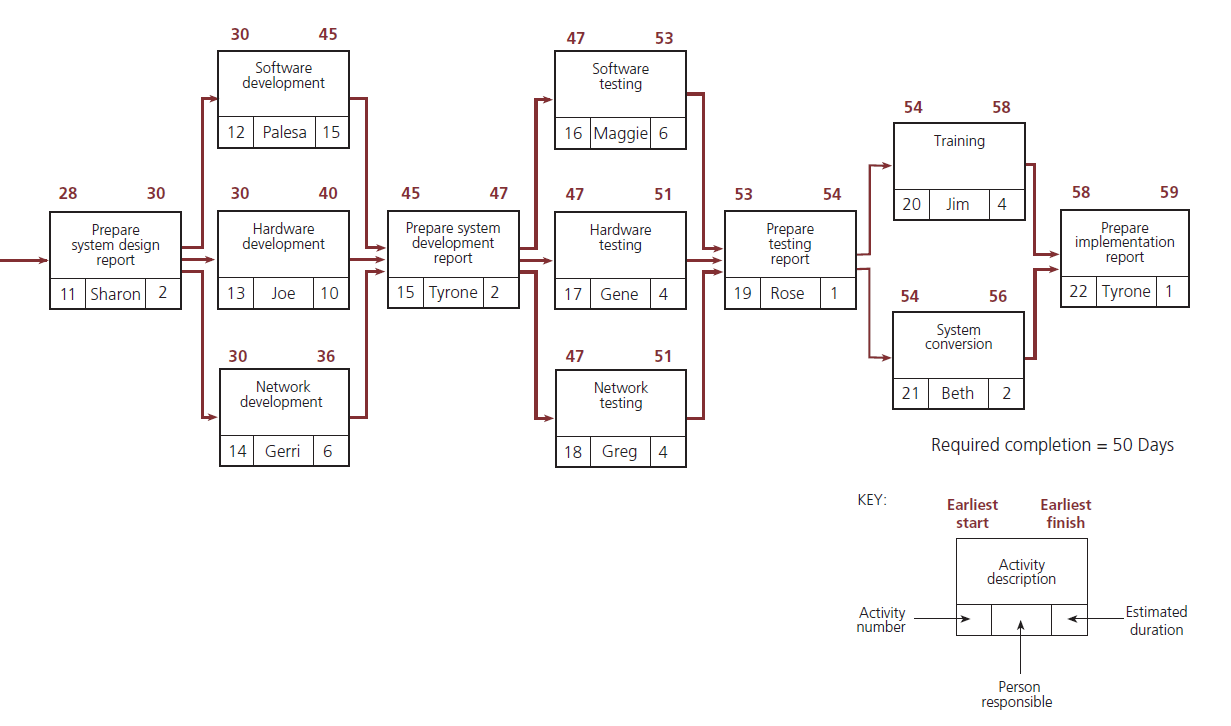 30 45
Software
development
12 Palesa 15
47 53
Software
testing
16 Maggie 6
54 58
Training
20 Jim 4
28 30
Prepare
system design
report
11 Sharon 2
30 40
Hardware
development
13 Joe 10
45 47
Prepare system
development
report
15 Tyrone 2
47 51
Hardware
testing
17 Gene 4
53 54
Prepare
testing
report
19 Rose 1
58 59
Prepare
implementation
report
22 Tyrone 1
30 36
Network
development
14 Gerri 6
47 51
Network
testing
18 Greg 4
54 56
System
conversion
21 Beth 2
Required completion = 50 Days
KEY:
Earliest
start
Earliest
finish
Activity
description
Activity
number
Estimated
duration
Person
responsible